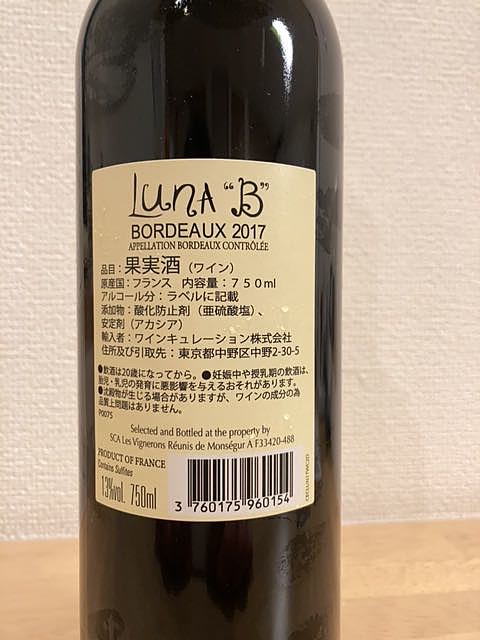 LUNA "B"
BORDEAUX 2017
APPELLATION BORDEAUX CONTRÔLÉE
品目：果実酒（ワイン）
原産国：フランス 内容量：７５０ml
アルコール分：ラベルに記載
添加物：酸化防止剤（亜硫酸塩）、
安定剤（アカシア）
輸入者：ワインキュレーション株式会社
住所及び引取先：東京都中野区中野2-30-5
●飲酒は20歳になってから。●妊娠中や授乳期の飲酒は、
胎児・乳児の発育に悪影響を与えるおそれがあります。
●沈殿物が生じる場合がありますが、ワインの成分の為
品質上問題はありません。
P0075
Selected and Bottled at the property by
SCA Les Vignerons Réunis de Monségur A F33420-488
PRODUCT OF FRANCE
Contains Sulfites
13%vol. 750ml
3 760175 960154